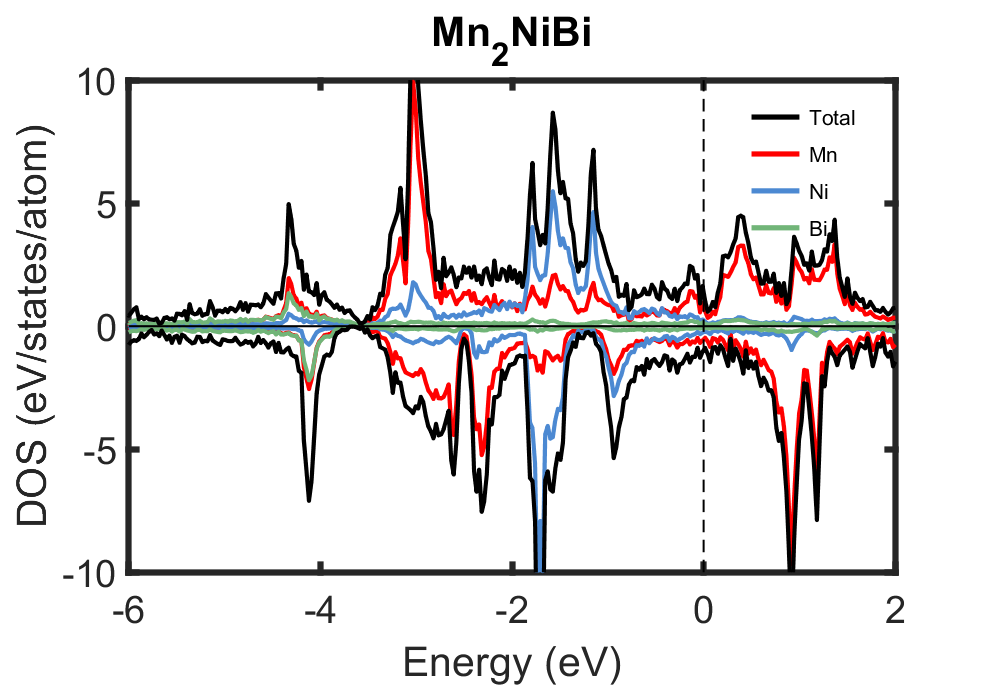 Mn₂NiBi
DOS (eV/states/atom)
10
5
0
-5
-10
Total
Mn
Ni
Bi
-6 -4 -2 0 2
Energy (eV)